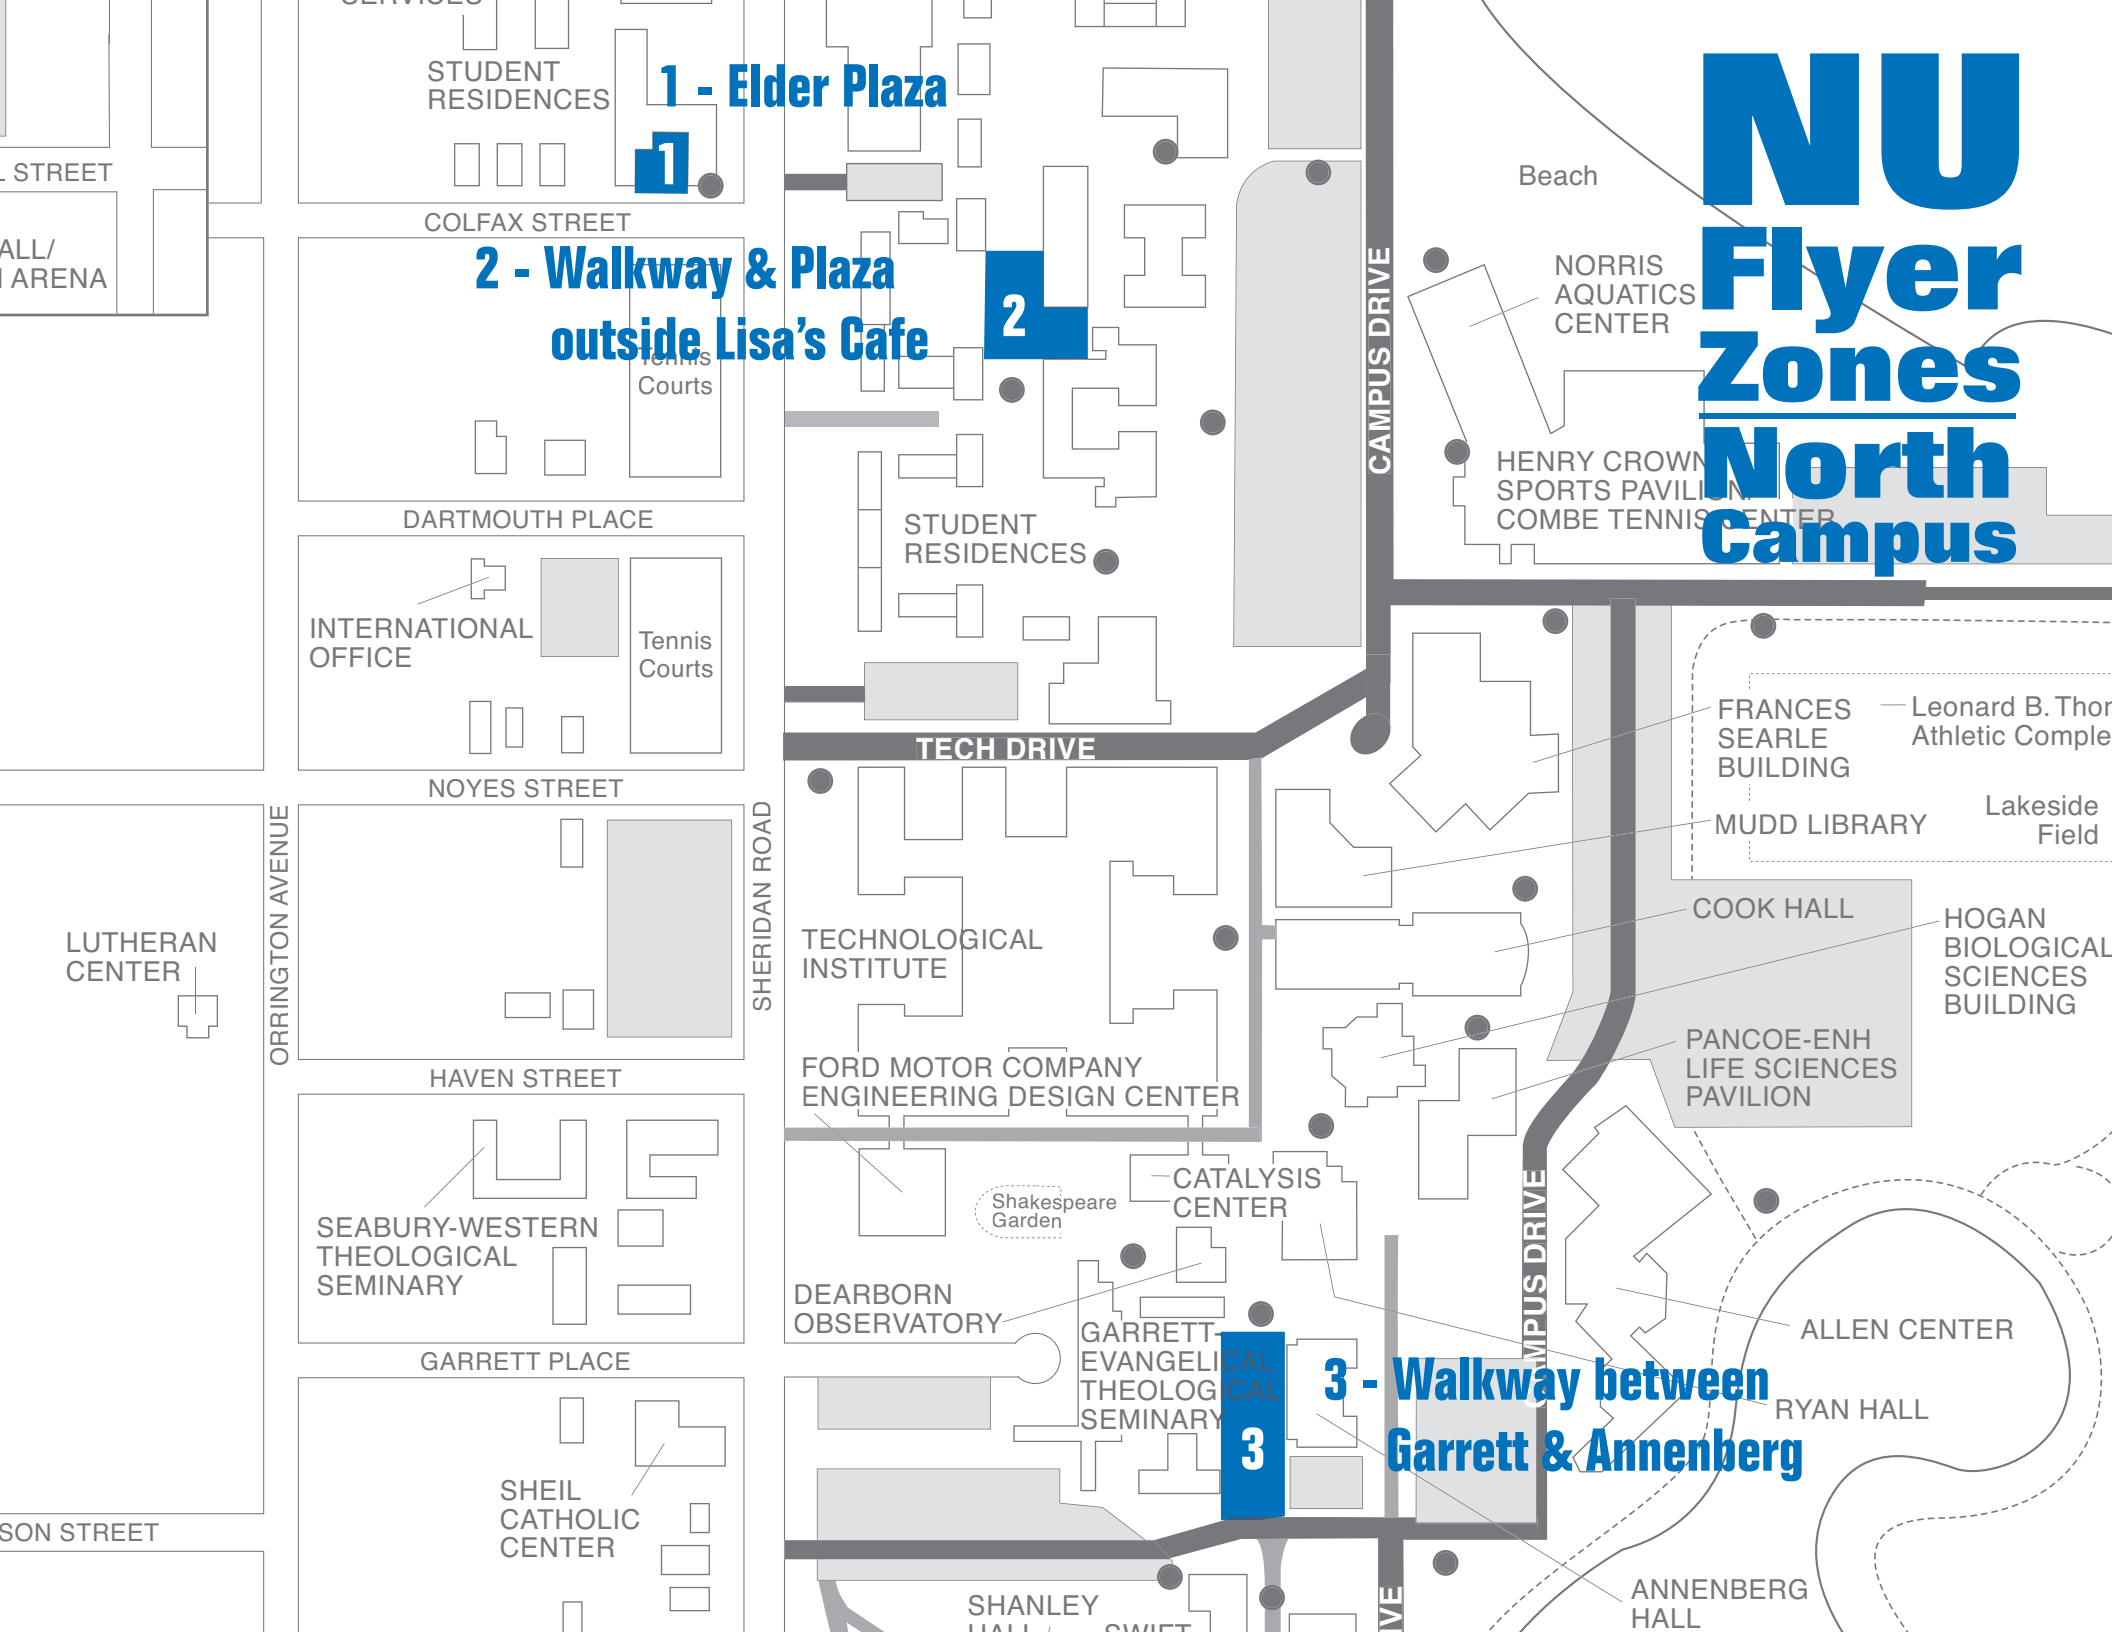 SERVICES
STUDENT
RESIDENCES
1 - Elder Plaza
1
STREET
COLFAX STREET
ALL/
ARENA
2 - Walkway & Plaza
outside Lisa's Cafe
2
Tennis
Courts
CAMPUS DRIVE
Beach
NU
Flyer
Zones
North
Campus
NORRIS
AQUATICS
CENTER
HENRY CROWN
SPORTS PAVILION/
COMBE TENNIS CENTER
DARTMOUTH PLACE
STUDENT
RESIDENCES
INTERNATIONAL
OFFICE
Tennis
Courts
TECH DRIVE
NOYES STREET
FRANCES
SEARLE
BUILDING
Leonard B. Thom
Athletic Comple
Lakeside
Field
MUDD LIBRARY
COOK HALL
HOGAN
BIOLOGICAL
SCIENCES
BUILDING
ORRINGTON AVENUE
SHERIDAN ROAD
LUTHERAN
CENTER
TECHNOLOGICAL
INSTITUTE
PANCOE-ENH
LIFE SCIENCES
PAVILION
HAVEN STREET
FORD MOTOR COMPANY
ENGINEERING DESIGN CENTER
SEABURY-WESTERN
THEOLOGICAL
SEMINARY
Shakespeare
Garden
CATALYSIS
CENTER
CAMPUS DRIVE
DEARBORN
OBSERVATORY
GARRETT-
EVANGELICAL
THEOLOGICAL
SEMINARY
3
ALLEN CENTER
GARRETT PLACE
3 - Walkway between
Garrett & Annenberg
RYAN HALL
SHEIL
CATHOLIC
CENTER
SON STREET
SHANLEY
HALL
SWIFT
IVE
ANNENBERG
HALL